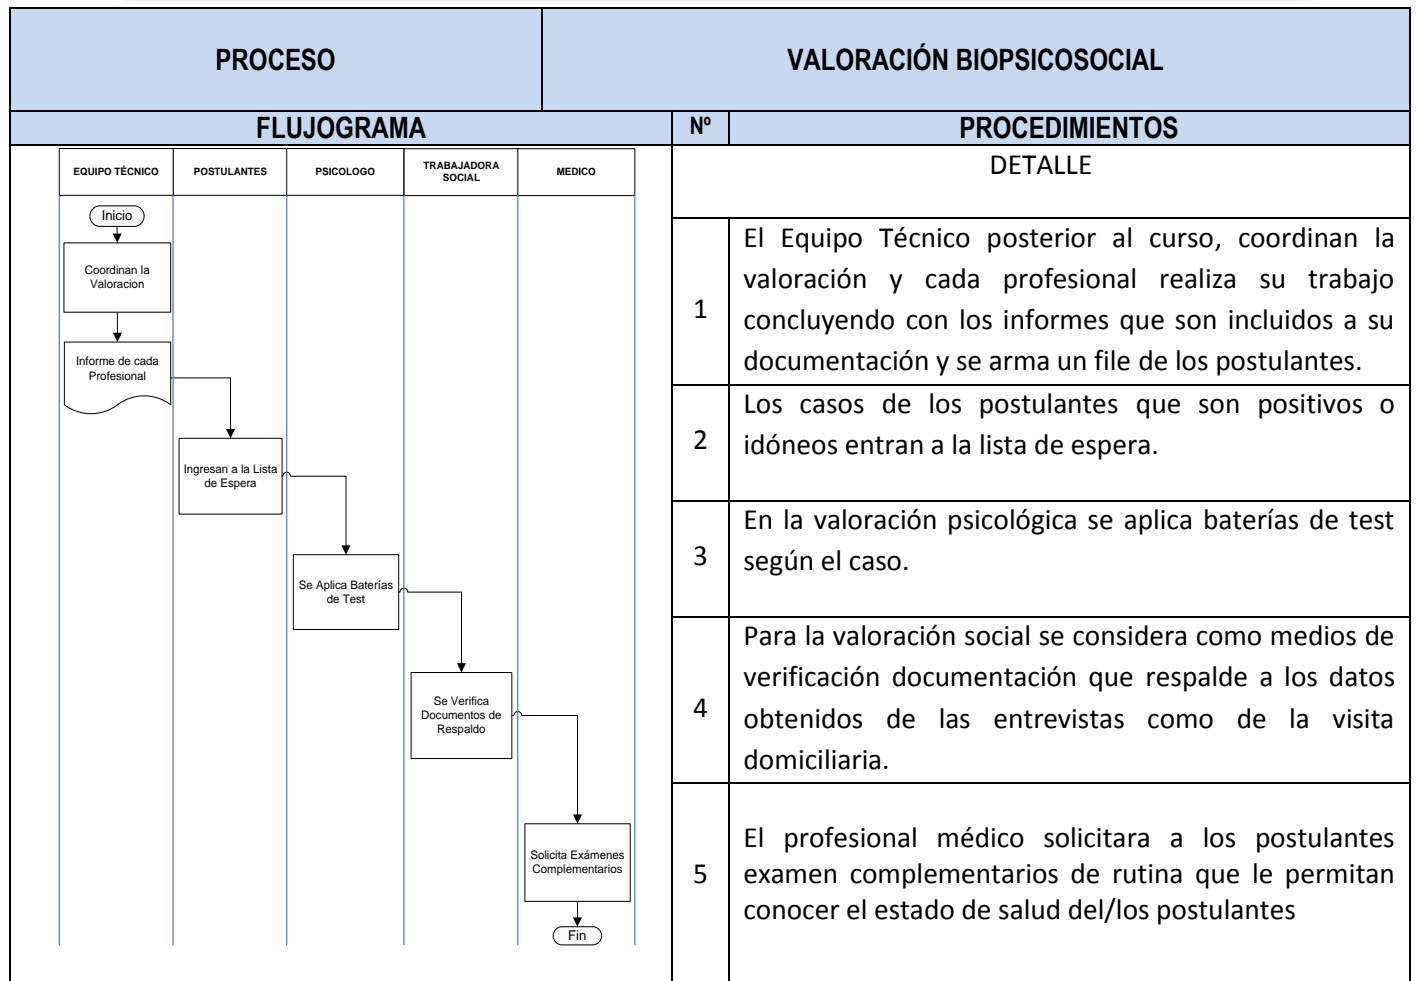 PROCESO
VALORACIÓN BIOPSICOSOCIAL
FLUJOGRAMA
Nº
PROCEDIMIENTOS
EQUIPO TÉCNICO
POSTULANTES
PSICOLOGO
TRABAJADORA
SOCIAL
MEDICO
Inicio
Coordinan la
Valoracion
Informe de cada
Profesional
Ingresan a la Lista
de Espera
Se Aplica Baterías
de Test
Se Verifica
Documentos de
Respaldo
Solicita Exámenes
Complementarios
Fin
DETALLE
1
El Equipo Técnico posterior al curso, coordinan la
valoración y cada profesional realiza su trabajo
concluyendo con los informes que son incluidos a su
documentación y se arma un file de los postulantes.
2
Los casos de los postulantes que son positivos o
idóneos entran a la lista de espera.
3
En la valoración psicológica se aplica baterías de test
según el caso.
4
Para la valoración social se considera como medios de
verificación documentación que respalde a los datos
obtenidos de las entrevistas como de la visita
domiciliaria.
5
El profesional médico solicitara a los postulantes
examen complementarios de rutina que le permitan
conocer el estado de salud del/los postulantes